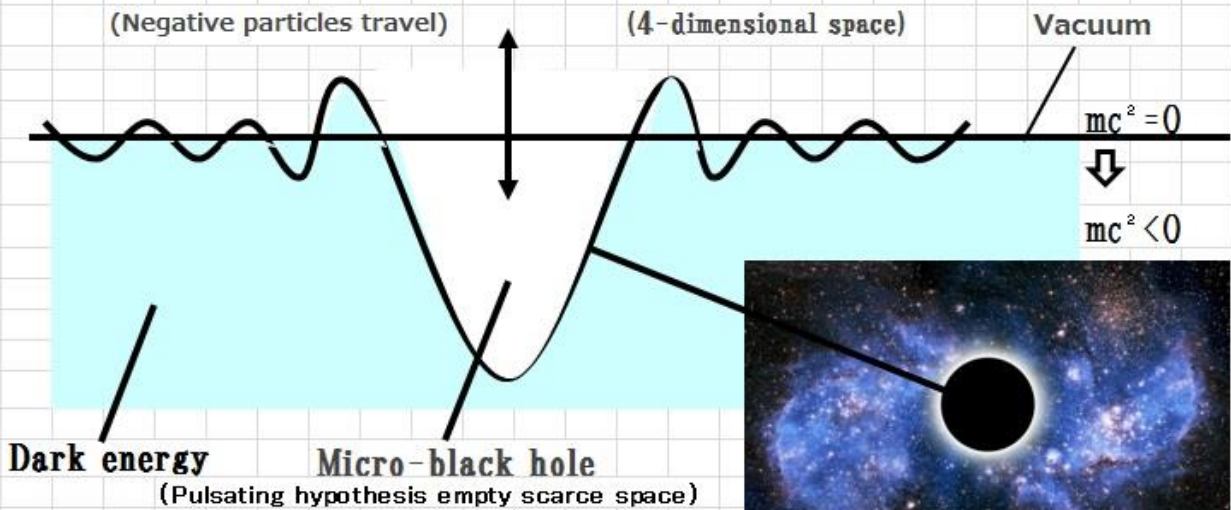 (Negative particles travel)
(4-dimensional space)
Vacuum
mc²=0
mc²<0
Dark energy
Micro-black hole
(Pulsating hypothesis empty scarce space)